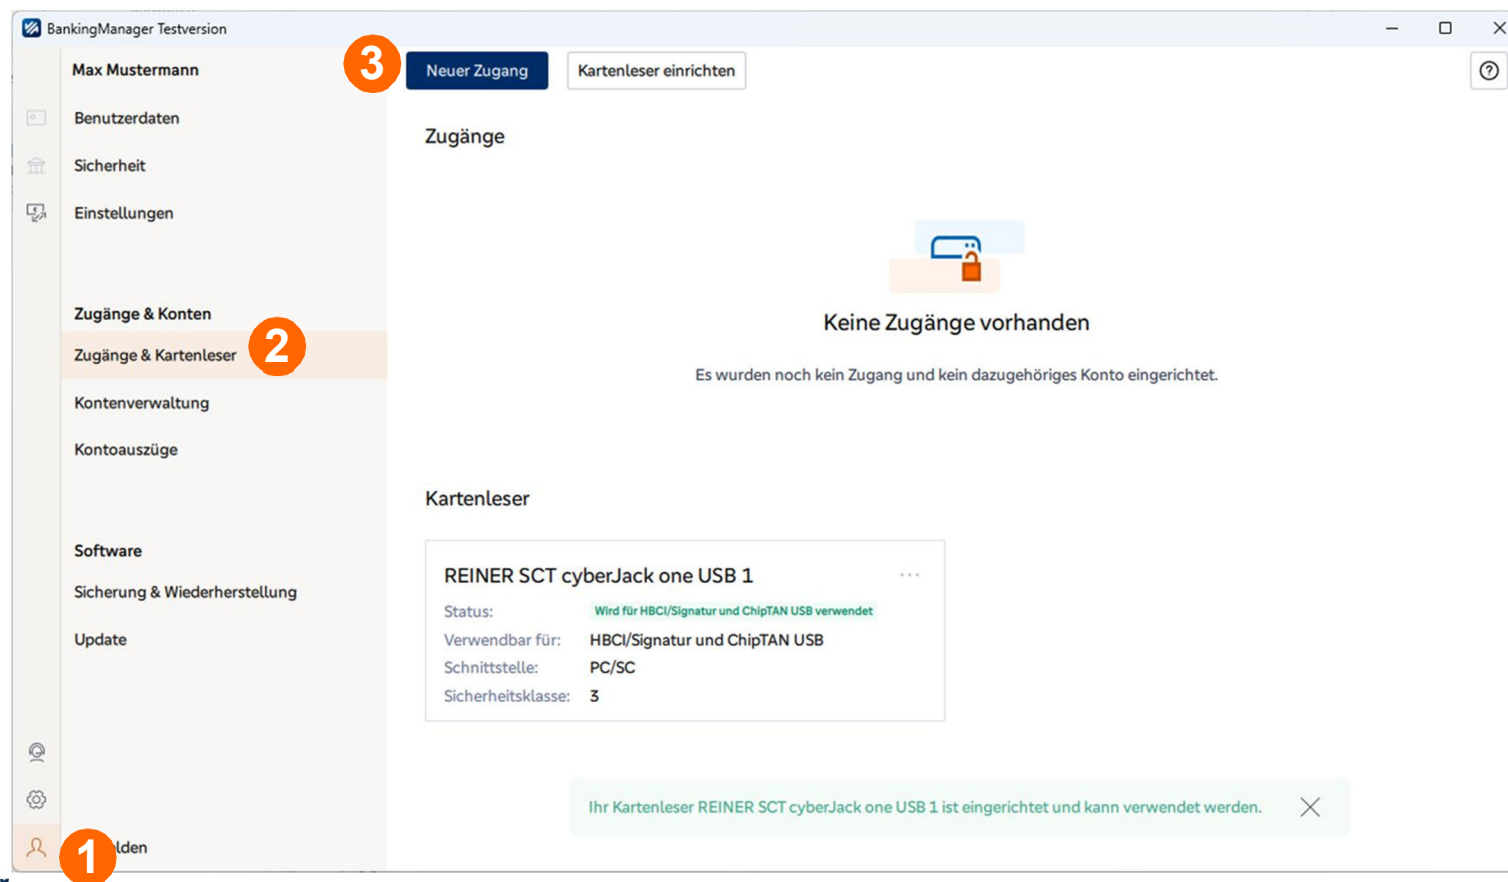 BankingManager Testversion
Max Mustermann
3
Neuer Zugang
Kartenleser einrichten
Benutzerdaten
Sicherheit
Einstellungen
Zugänge & Konten
Zugänge & Kartenleser
2
Kontenverwaltung
Kontoauszüge
Software
Sicherung & Wiederherstellung
Update
1
lden
Zugänge
Keine Zugänge vorhanden
Es wurden noch kein Zugang und kein dazugehöriges Konto eingerichtet.
Kartenleser
REINER SCT cyberJack one USB 1
Status: Wird für HBCI/Signatur und ChipTAN USB verwendet
Verwendbar für: HBCI/Signatur und ChipTAN USB
Schnittstelle: PC/SC
Sicherheitsklasse: 3
Ihr Kartenleser REINER SCT cyberJack one USB 1 ist eingerichtet und kann verwendet werden.